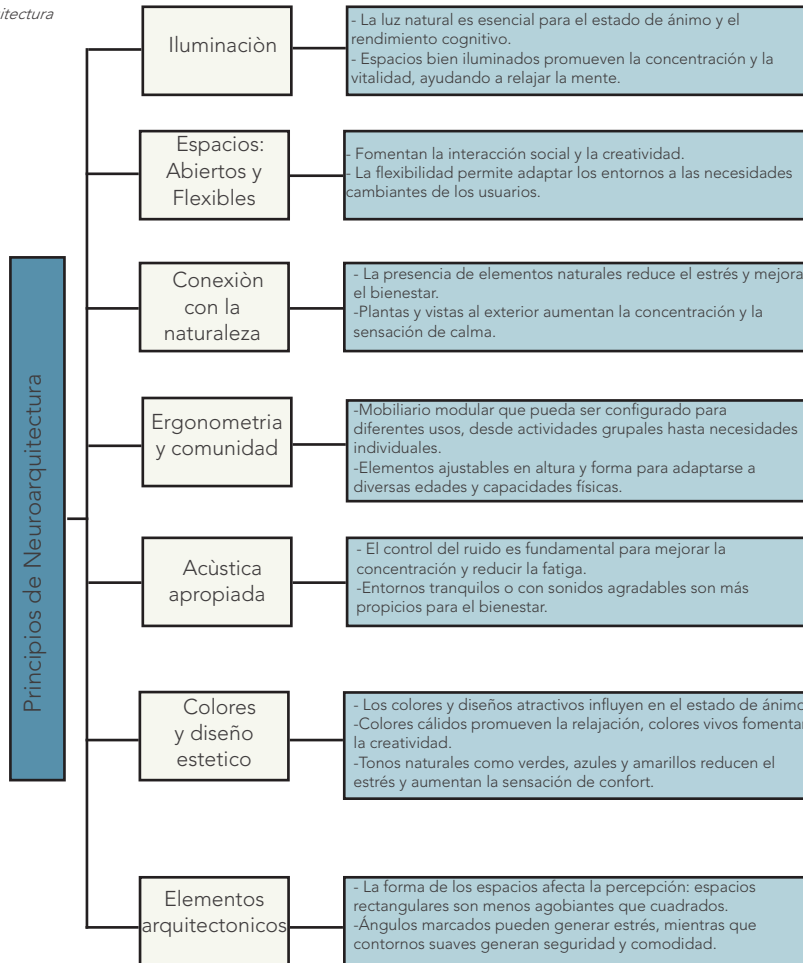 itectura
Principios de Neuroarquitectura
Iluminaciòn
- La luz natural es esencial para el estado de ánimo y el
rendimiento cognitivo.
- Espacios bien iluminados promueven la concentración y la
vitalidad, ayudando a relajar la mente.
Espacios:
Abiertos y
Flexibles
- Fomentan la interacción social y la creatividad.
- La flexibilidad permite adaptar los entornos a las necesidades
cambiantes de los usuarios.
Conexiòn
con la
naturaleza
- La presencia de elementos naturales reduce el estrés y mejora
el bienestar.
-Plantas y vistas al exterior aumentan la concentración y la
sensación de calma.
Ergonometria
y comunidad
-Mobiliario modular que pueda ser configurado para
diferentes usos, desde actividades grupales hasta necesidades
individuales.
-Elementos ajustables en altura y forma para adaptarse a
diversas edades y capacidades físicas.
Acùstica
apropiada
- El control del ruido es fundamental para mejorar la
concentración y reducir la fatiga.
-Entornos tranquilos o con sonidos agradables son más
propicios para el bienestar.
Colores
y diseño
estetico
- Los colores y diseños atractivos influyen en el estado de ánimo
-Colores cálidos promueven la relajación, colores vivos fomentan
la creatividad.
-Tonos naturales como verdes, azules y amarillos reducen el
estrés y aumentan la sensación de confort.
Elementos
arquitectonicos
- La forma de los espacios afecta la percepción: espacios
rectangulares son menos agobiantes que cuadrados.
-Ángulos marcados pueden generar estrés, mientras que
contornos suaves generan seguridad y comodidad.